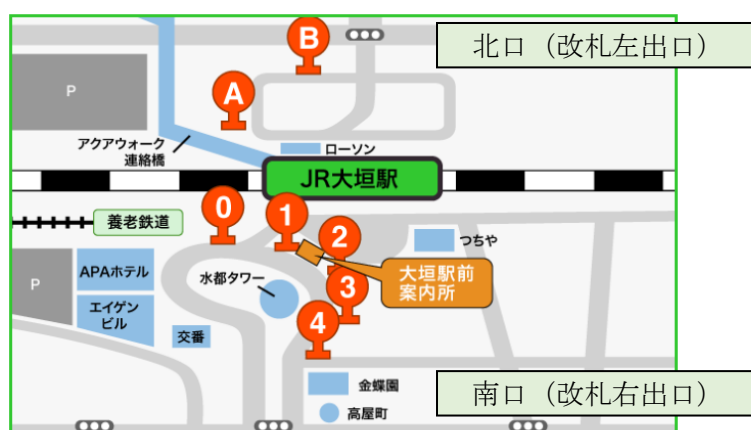 北口（改札左出口）
B
P
A
アクアウォーク
連絡橋
ローソン
JR大垣駅
0
1
養老鉄道
2
つちや
P
APAホテル
水都タワー
大垣駅前
案内所
3
エイゲン
ビル
4
交番
金蝶園
高屋町
南口（改札右出口）